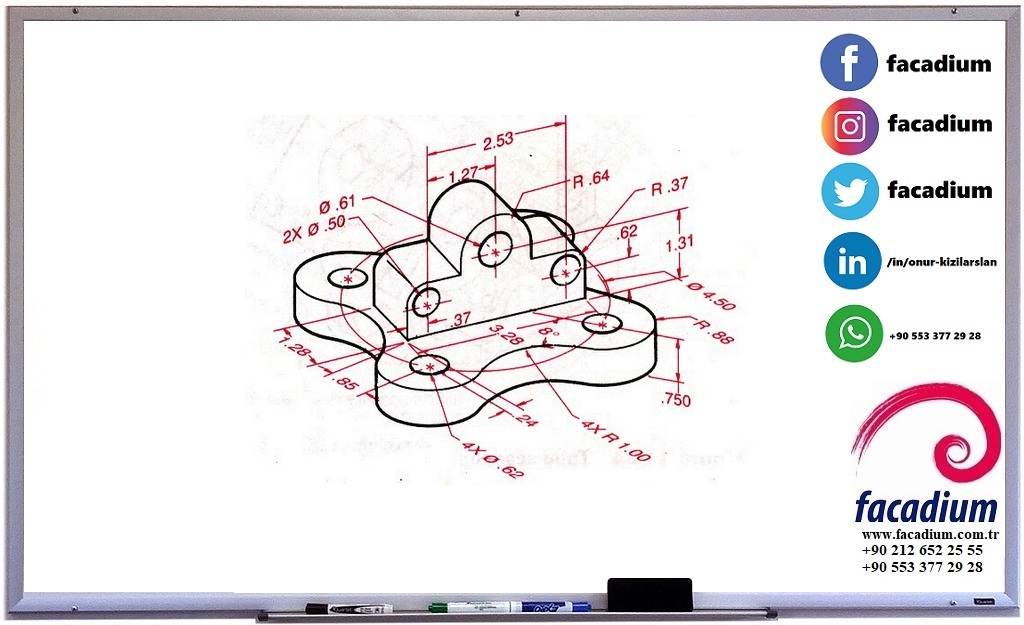 2.53
1.27
R .64
R .37
Ø .61
2X Ø .50
.62
1.31
Ø 4.50
R .88
.37
3.28
8°
1.28
.85
.24
.750
4X R 1.00
4X Ø .62
facadium
facadium
facadium
in
/in/onur-kizilarslan
+90 553 377 29 28
facadium
www.facadium.com.tr
+90 212 652 25 55
+90 553 377 29 28